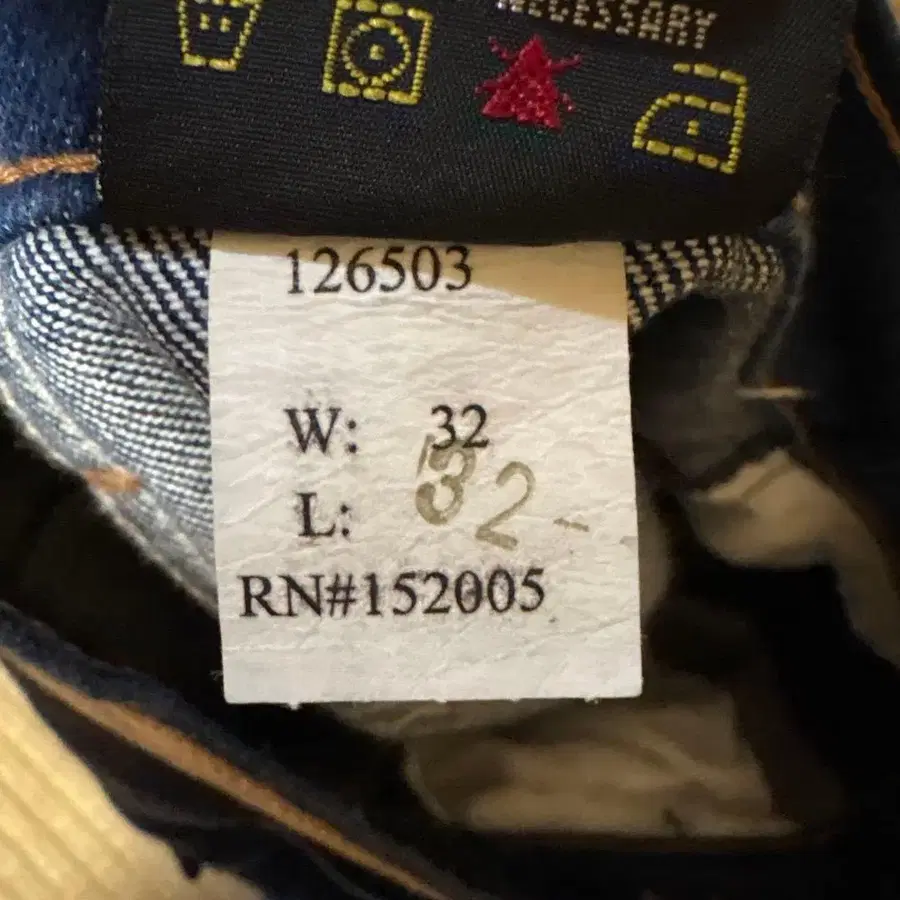 NECESSARY
126503
W: 32
L: 32-
RN#152005